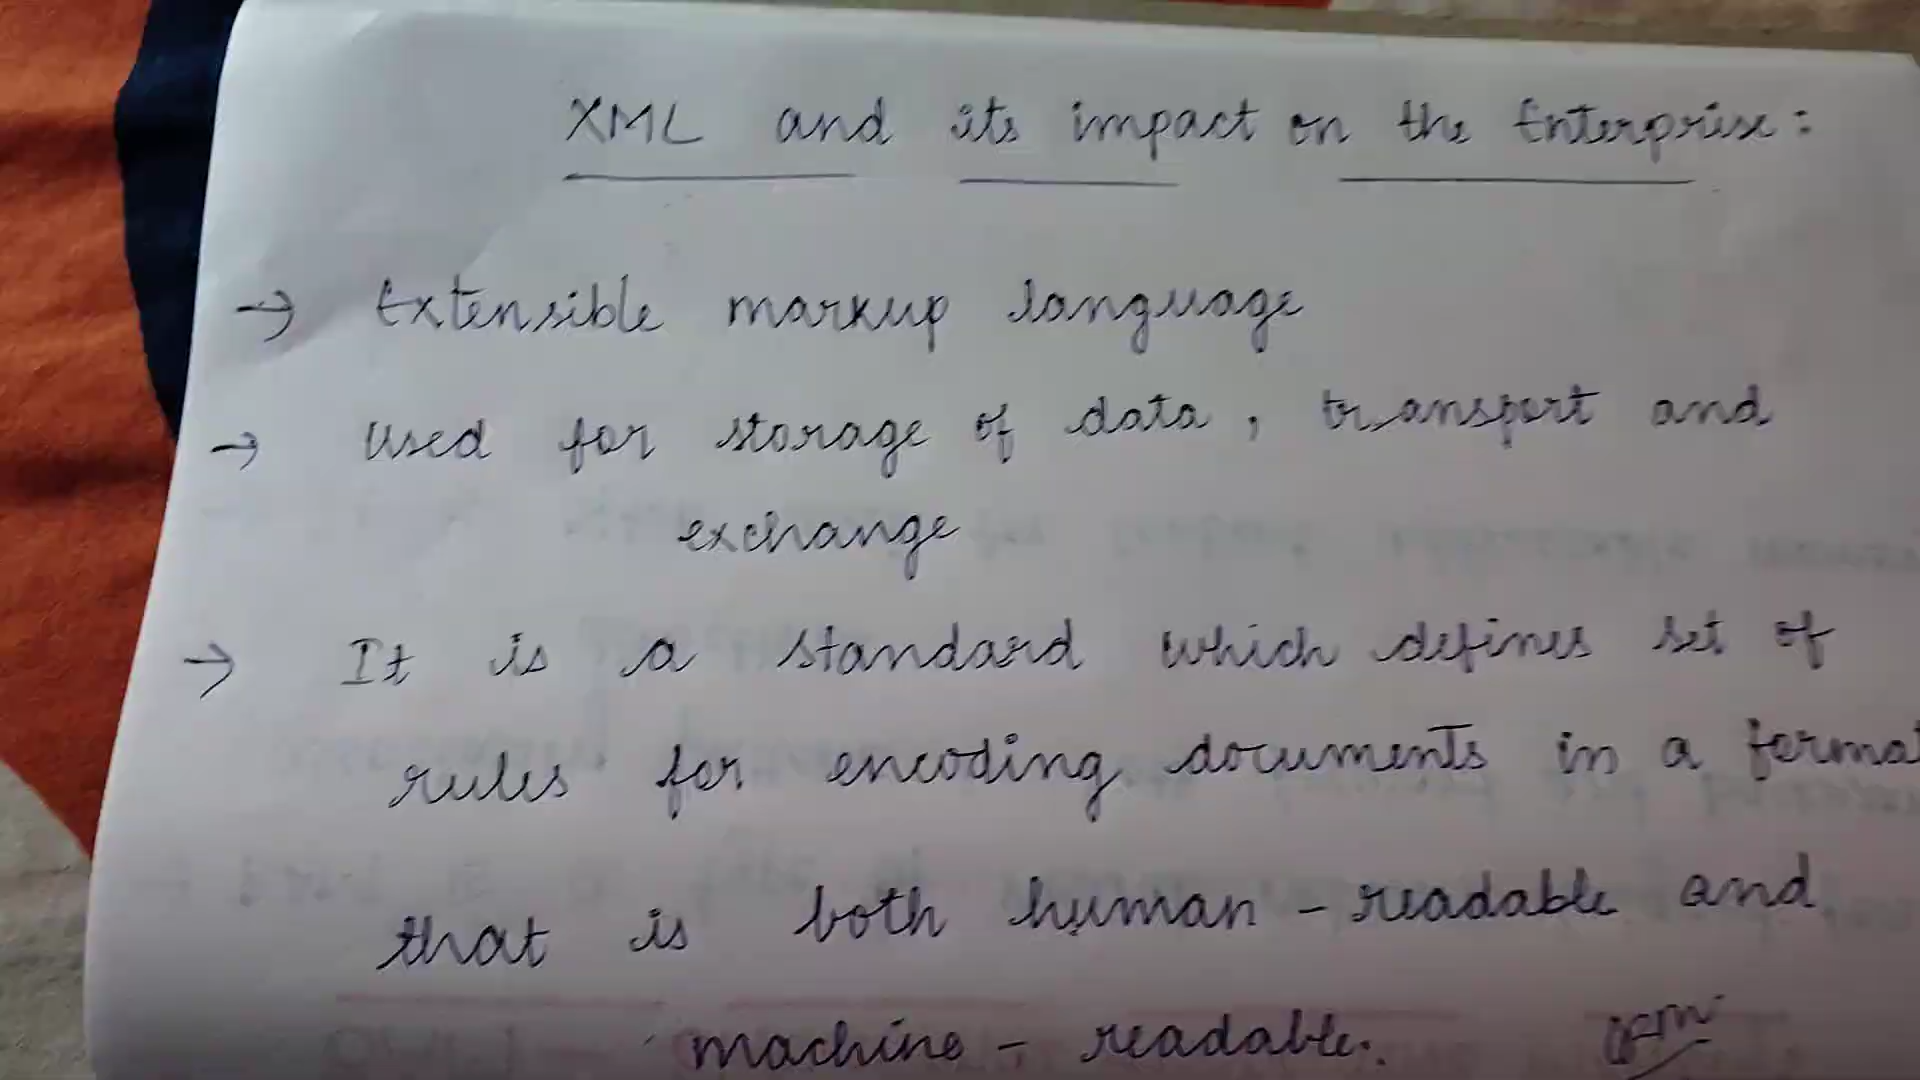 XML and its impact on the Enterprise:
→ Extensible markup language
→ Used for storage of data, transport and
exchange
→ It is a standard which defines set of
rules for encoding documents in a format
that is both human-readable and
machine-readable.